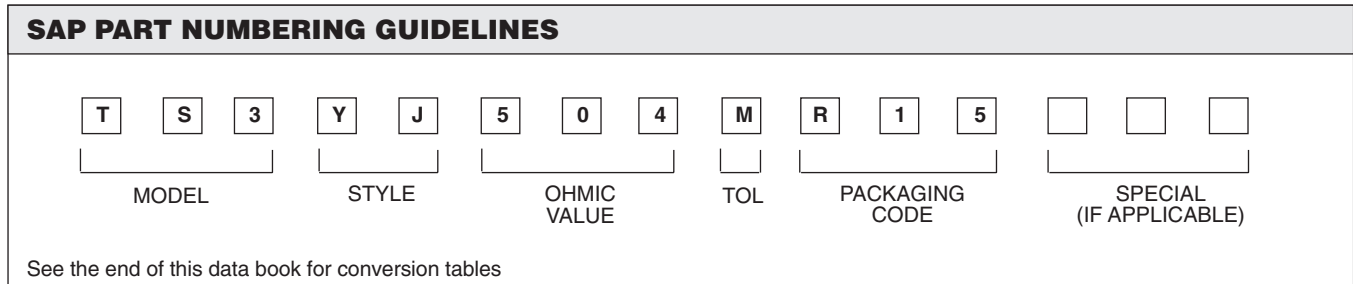 SAP PART NUMBERING GUIDELINES
T S 3 Y J 5 0 4 M R 1 5
MODEL STYLE OHMIC TOL PACKAGING SPECIAL
VALUE CODE (IF APPLICABLE)
See the end of this data book for conversion tables